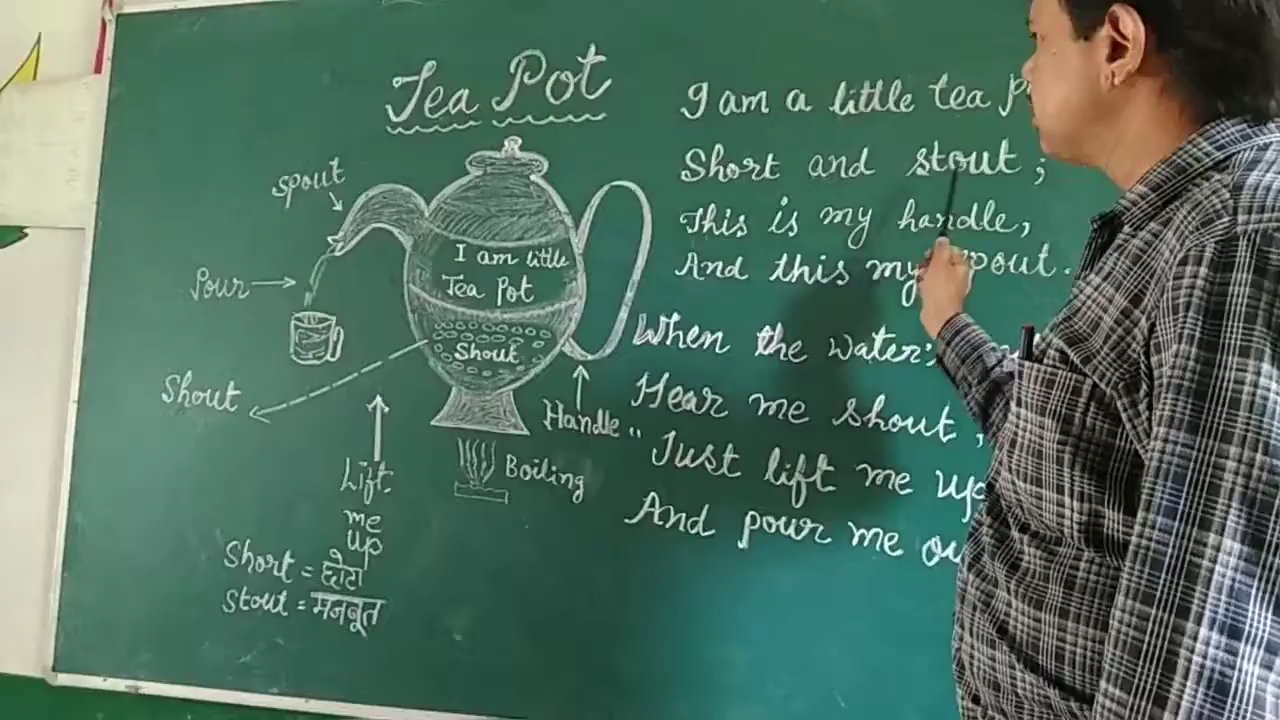 Tea Pot
spout
Pour
I am little
Tea Pot
Shout
Shout
Handle
Boiling
Lift
me
up
Short = छोटा
Stout = मजबूत
I am a little tea
Short and stout;
This is my handle,
And this my spout.
When the water's
Hear me shout,
"Just lift me up
And pour me